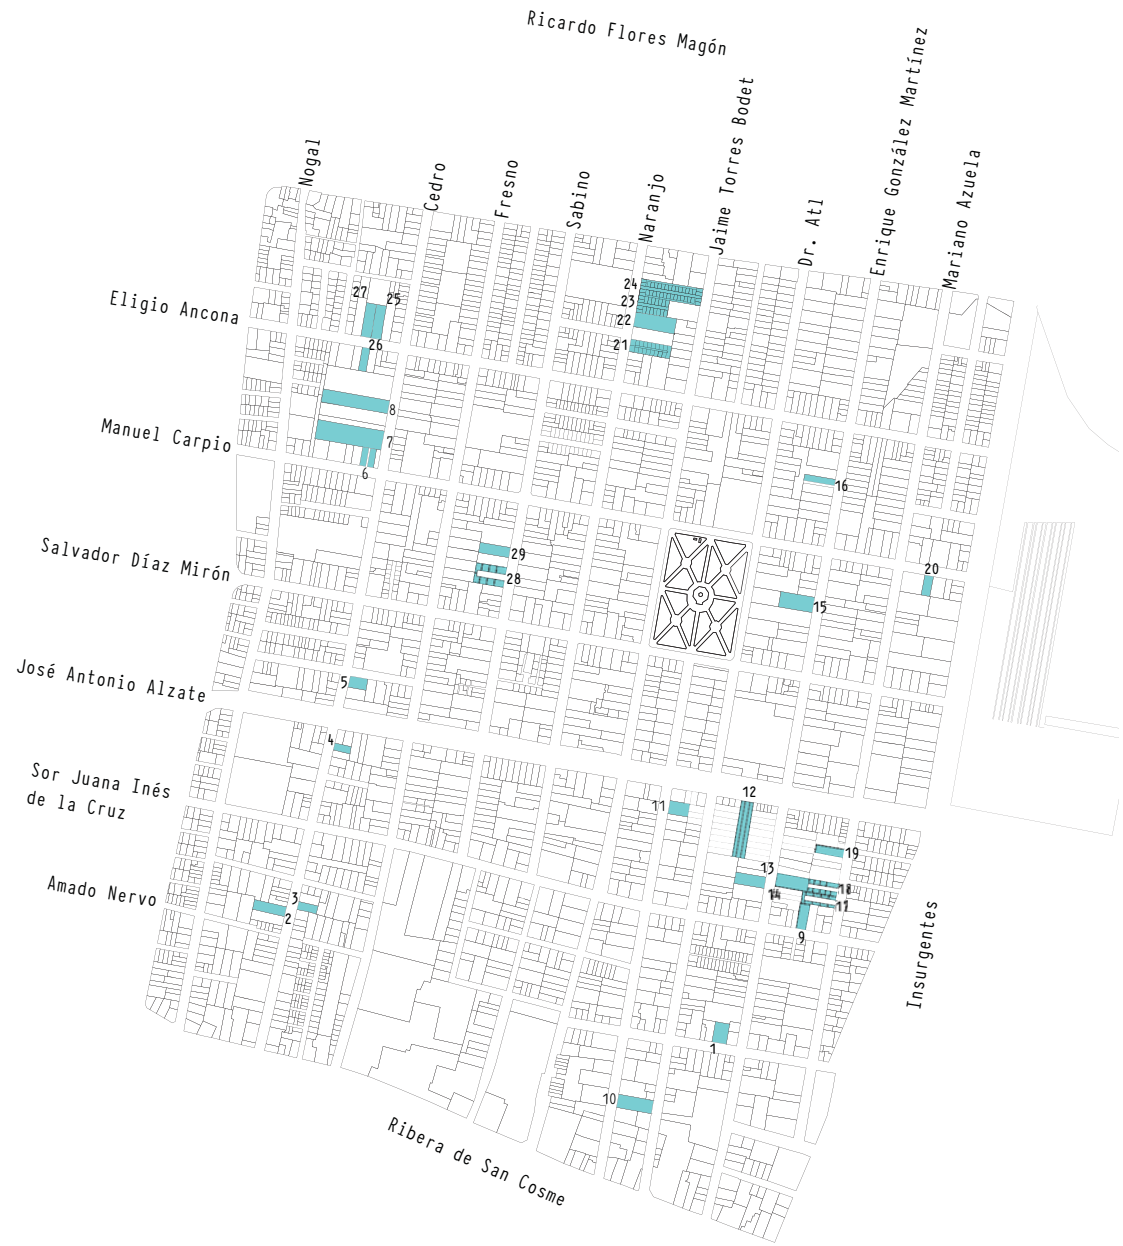 Ricardo Flores Magón
Nogal
Cedro
Fresno
Sabino
Naranjo
Jaime Torres Bodet
Dr. Atl
Enrique González Martínez
Mariano Azuela
Eligio Ancona
Manuel Carpio
Salvador Díaz Mirón
José Antonio Alzate
Sor Juana Inés
de la Cruz
Amado Nervo
Ribera de San Cosme
Insurgentes
24
27
25
23
22
26
21
8
7
6
16
29
28
20
15
5
4
12
11
19
13
18
14
3
2
9
1
10